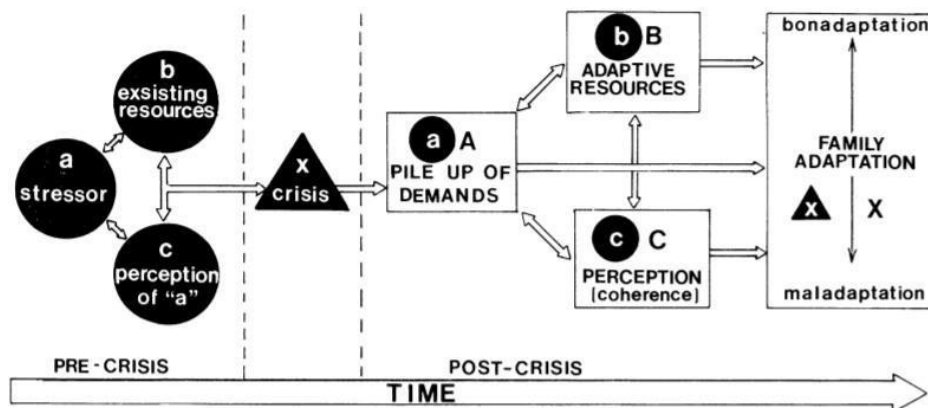 b
exsisting
resources
a
stressor
c
perception
of "a"
x
crisis
a A
PILE UP OF
DEMANDS
b B
ADAPTIVE
RESOURCES
c C
PERCEPTION
(coherence)
bonadaptation
FAMILY
ADAPTATION
x X
maladaptation
PRE-CRISIS
POST-CRISIS
TIME